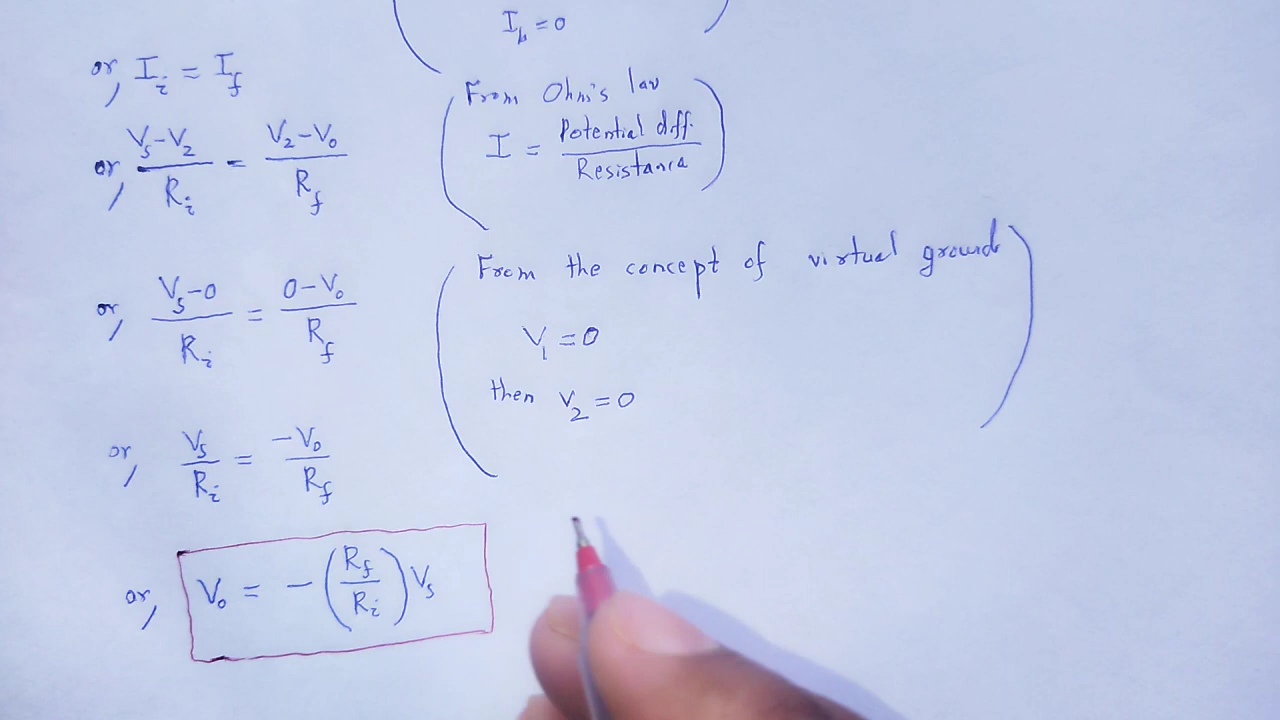 I_b = 0
or, I_i = I_f
(From Ohm's law
I = Potential diff. / Resistance)
or, (V_s - V_2) / R_i = (V_2 - V_0) / R_f
(From the concept of virtual ground
or, (V_s - 0) / R_i = (0 - V_0) / R_f
V_1 = 0
then V_2 = 0)
or, V_s / R_i = -V_0 / R_f
or, V_0 = - (R_f / R_i) V_s